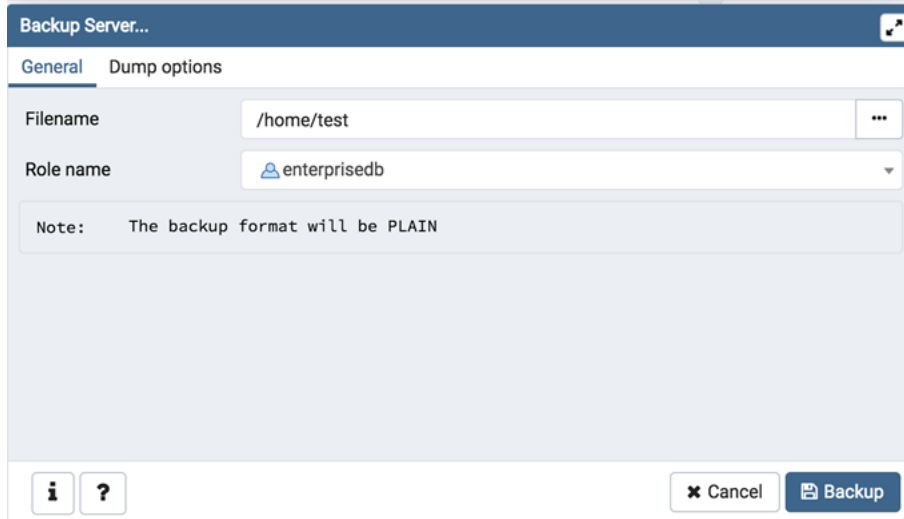 Backup Server...
General Dump options
Filename /home/test ...
Role name enterprisedb
Note: The backup format will be PLAIN
i ? Cancel Backup